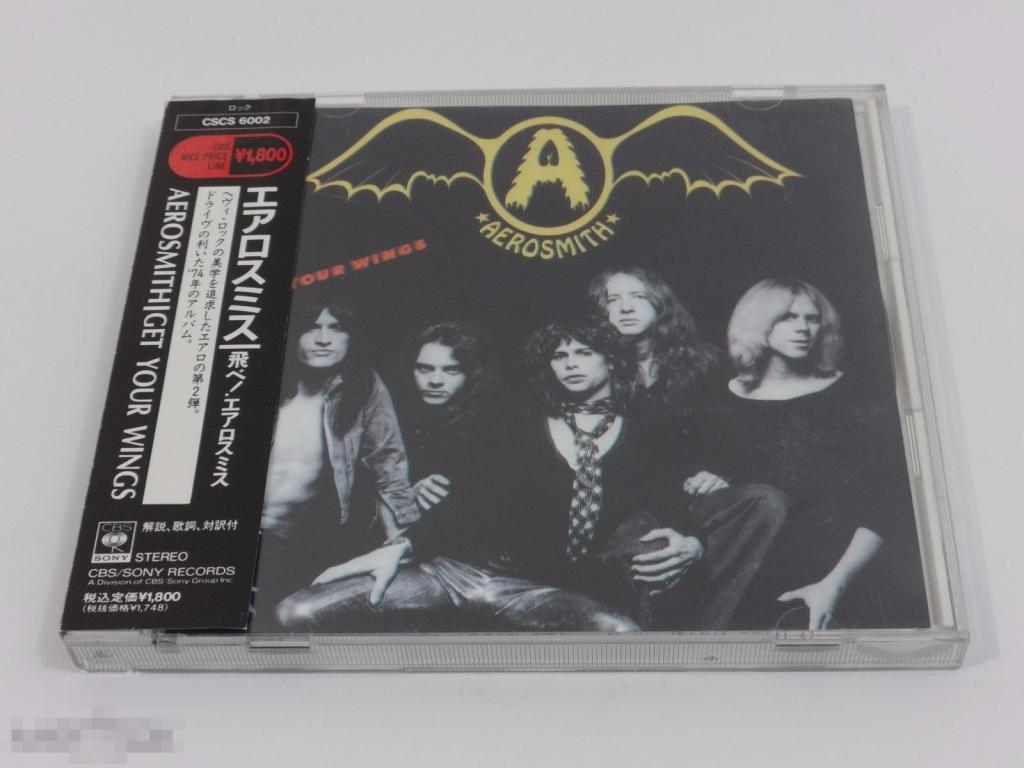 ロック
CSCS 6002
CBS
NICE PRICE
LINE
¥1,800
エアロスミス|飛べ!エアロスミス
ヘヴィ・ロックの美学を追求したエアロの第2弾。
ドライヴの利いた'74年のアルバム。
AEROSMITH|GET YOUR WINGS
CBS
SONY
解説、歌詞、対訳付
STEREO
CBS/SONY RECORDS
A Division of CBS・Sony Group Inc
税込定価¥1,800
(税抜価格¥1,748)
A
★AEROSMITH★
YOUR WINGS